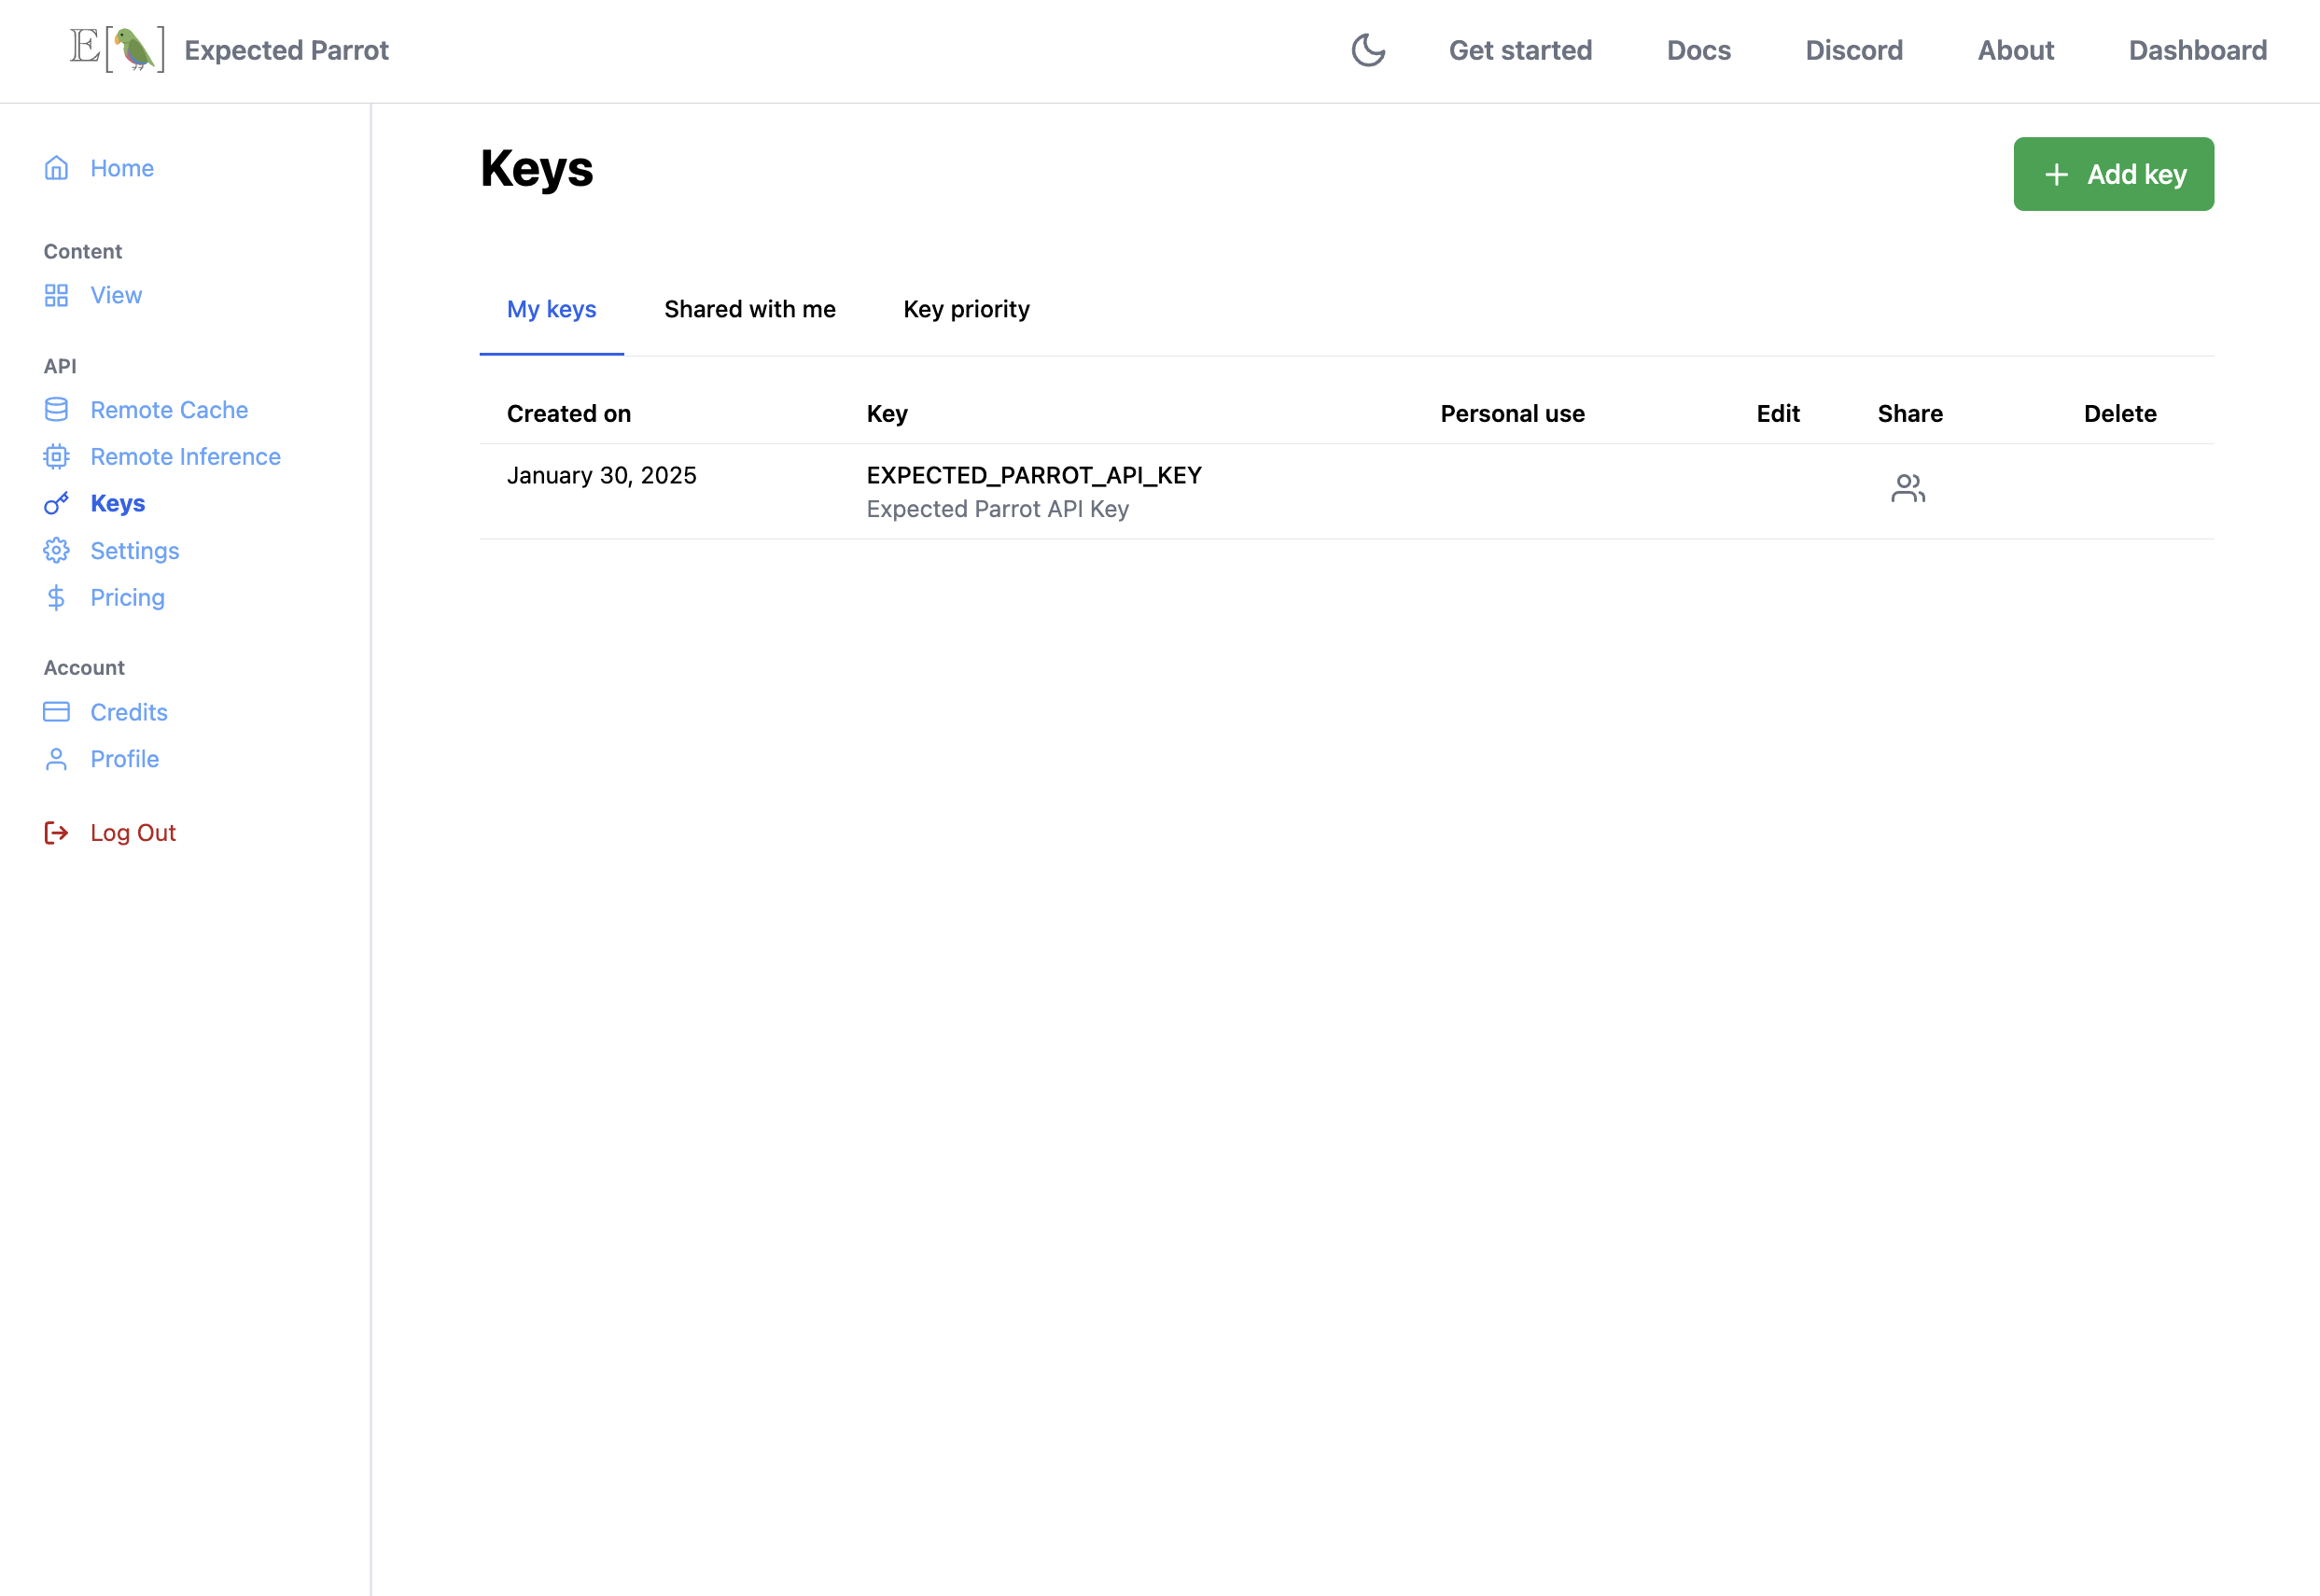 E[] Expected Parrot
Get started Docs Discord About Dashboard
Home
Content
View
API
Remote Cache
Remote Inference
Keys
Settings
Pricing
Account
Credits
Profile
Log Out
Keys
+ Add key
My keys Shared with me Key priority
Created on Key Personal use Edit Share Delete
January 30, 2025 EXPECTED_PARROT_API_KEY
Expected Parrot API Key